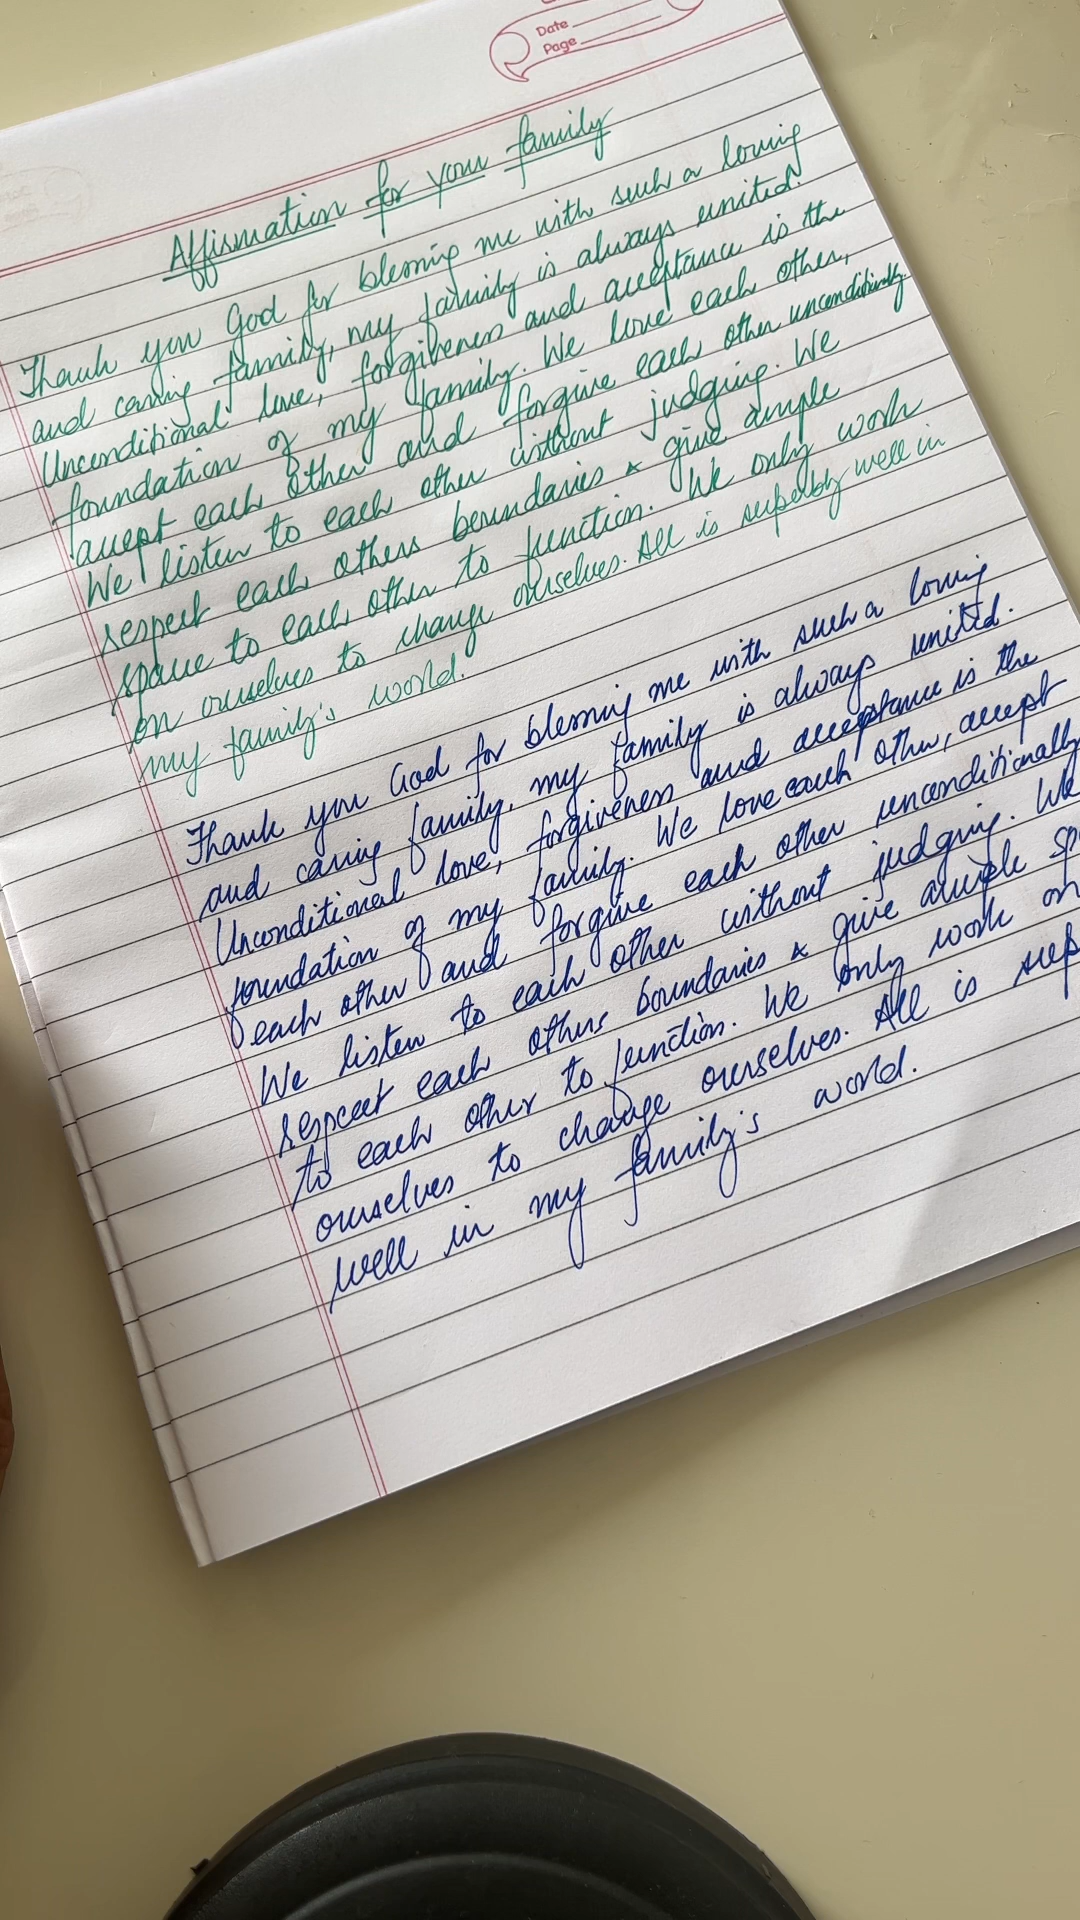 Date
Page
Affirmation for your family
Thank you God for blessing me with such a loving
and caring family, my family is always united.
Unconditional love, forgiveness and acceptance is the
foundation of my family. We love each other,
accept each other and forgive each other unconditionally.
We listen to each other without judging. We
respect each others boundaries & give ample
space to each other to function. We only work
on ourselves to change ourselves. All is superbly well in
my family's world.
Thank you God for blessing me with such a loving
and caring family, my family is always united.
Unconditional love, forgiveness and acceptance is the
foundation of my family. We love each other, accept
each other and forgive each other unconditionally
We listen to each other without judging. We
respect each others boundaries & give ample sp
to each other to function. We only work on
ourselves to change ourselves. All is sup
well in my family's world.